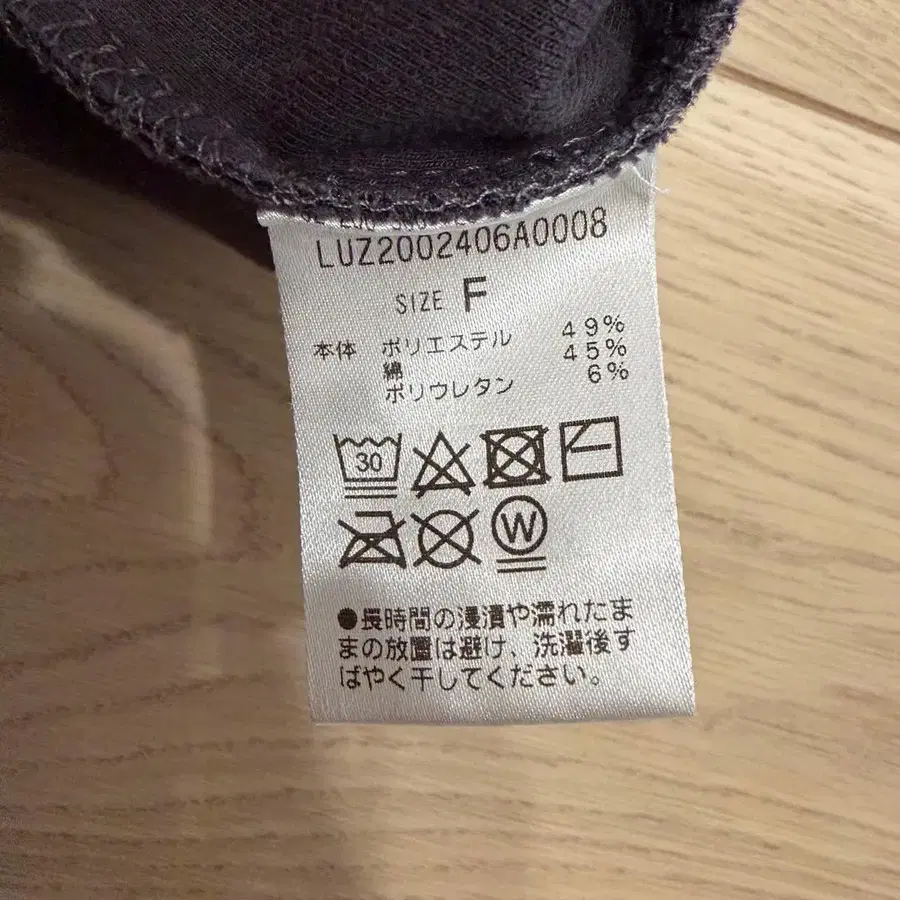 LUZ2002406A0008
SIZE F
本体 ポリエステル 49%
綿 45%
ポリウレタン 6%
30
W
●長時間の浸漬や濡れたま
まの放置は避け、洗濯後す
ばやく干してください。